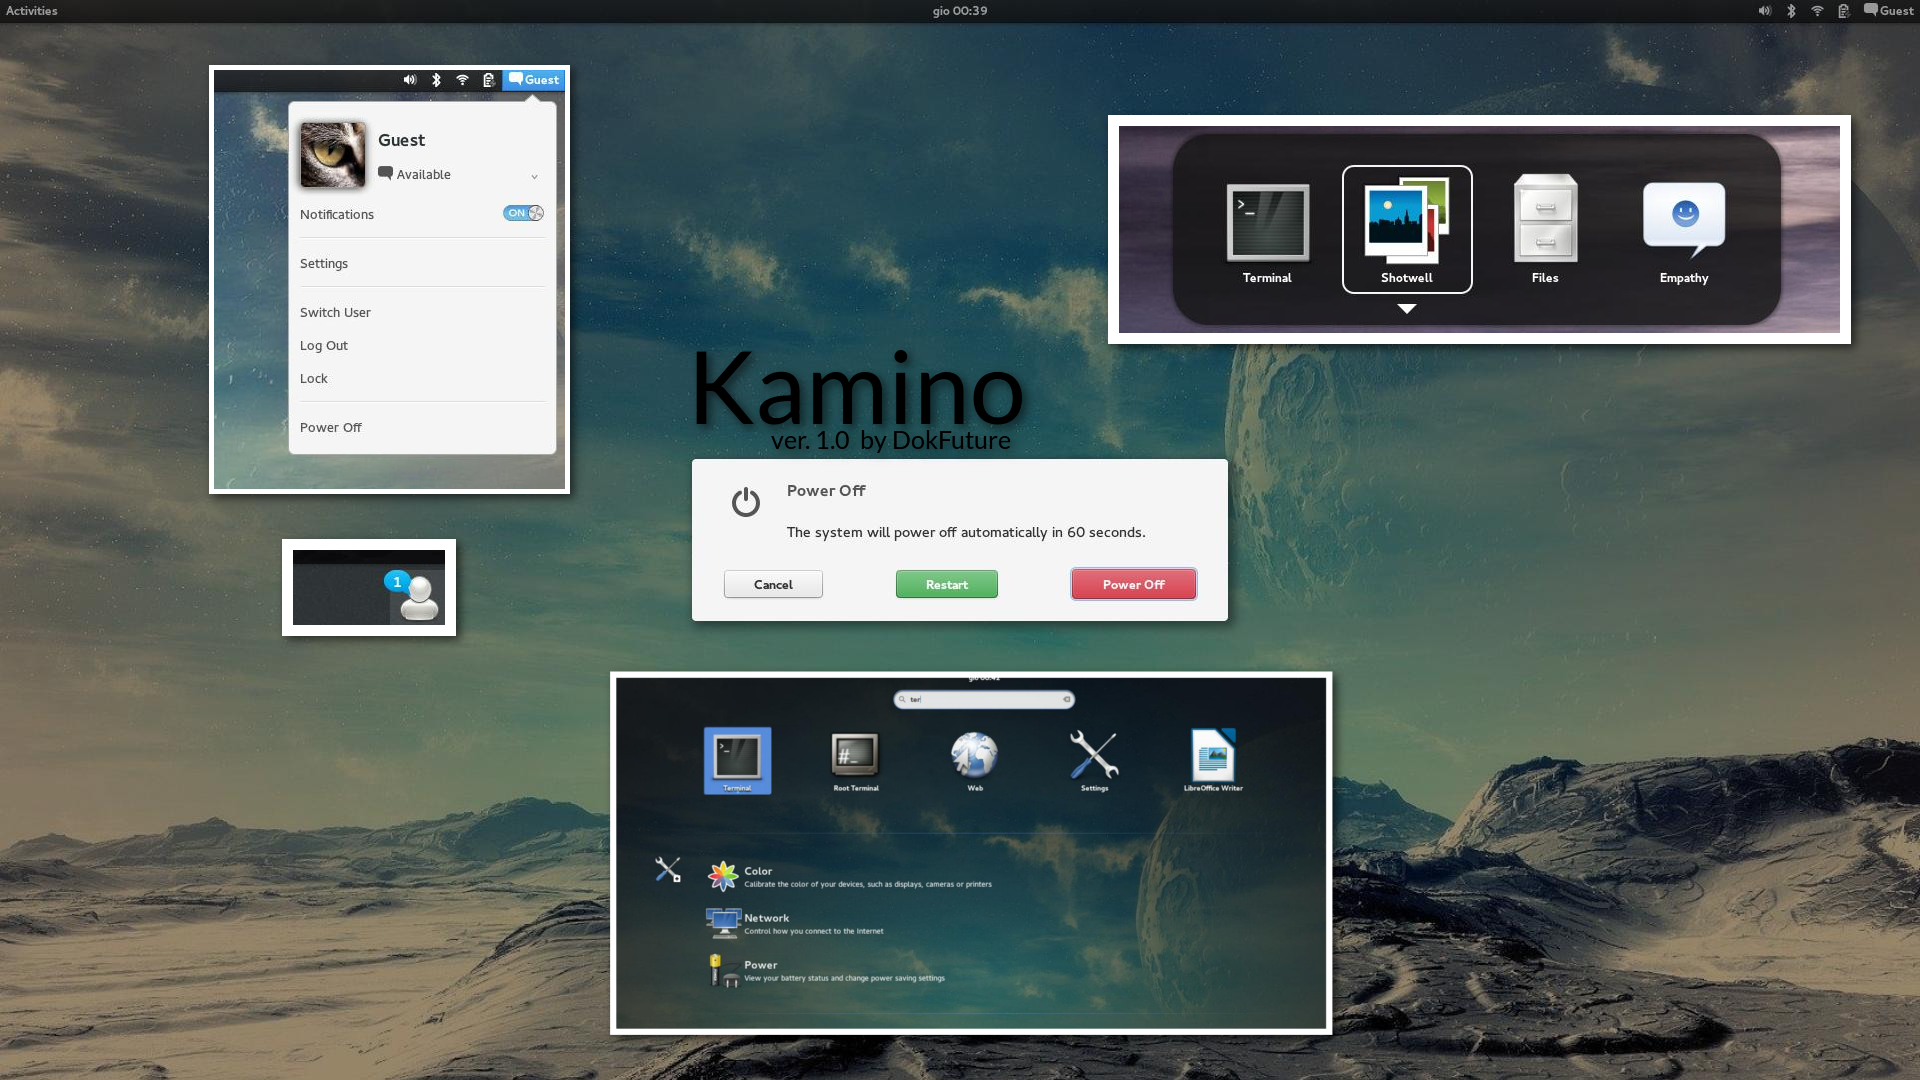 Activities
gio 00:39
Guest
Guest
Guest
Available
Notifications
ON
Settings
Switch User
Log Out
Lock
Power Off
Terminal
Shotwell
Files
Empathy
Kamino
ver. 1.0 by DokFuture
Power Off
The system will power off automatically in 60 seconds.
Cancel
Restart
Power Off
1
gio 00:42
ter
>_
#_
Terminal
Root Terminal
Web
Settings
LibreOffice Writer
Color
Calibrate the color of your devices, such as displays, cameras or printers
Network
Control how you connect to the Internet
Power
View your battery status and change power saving settings